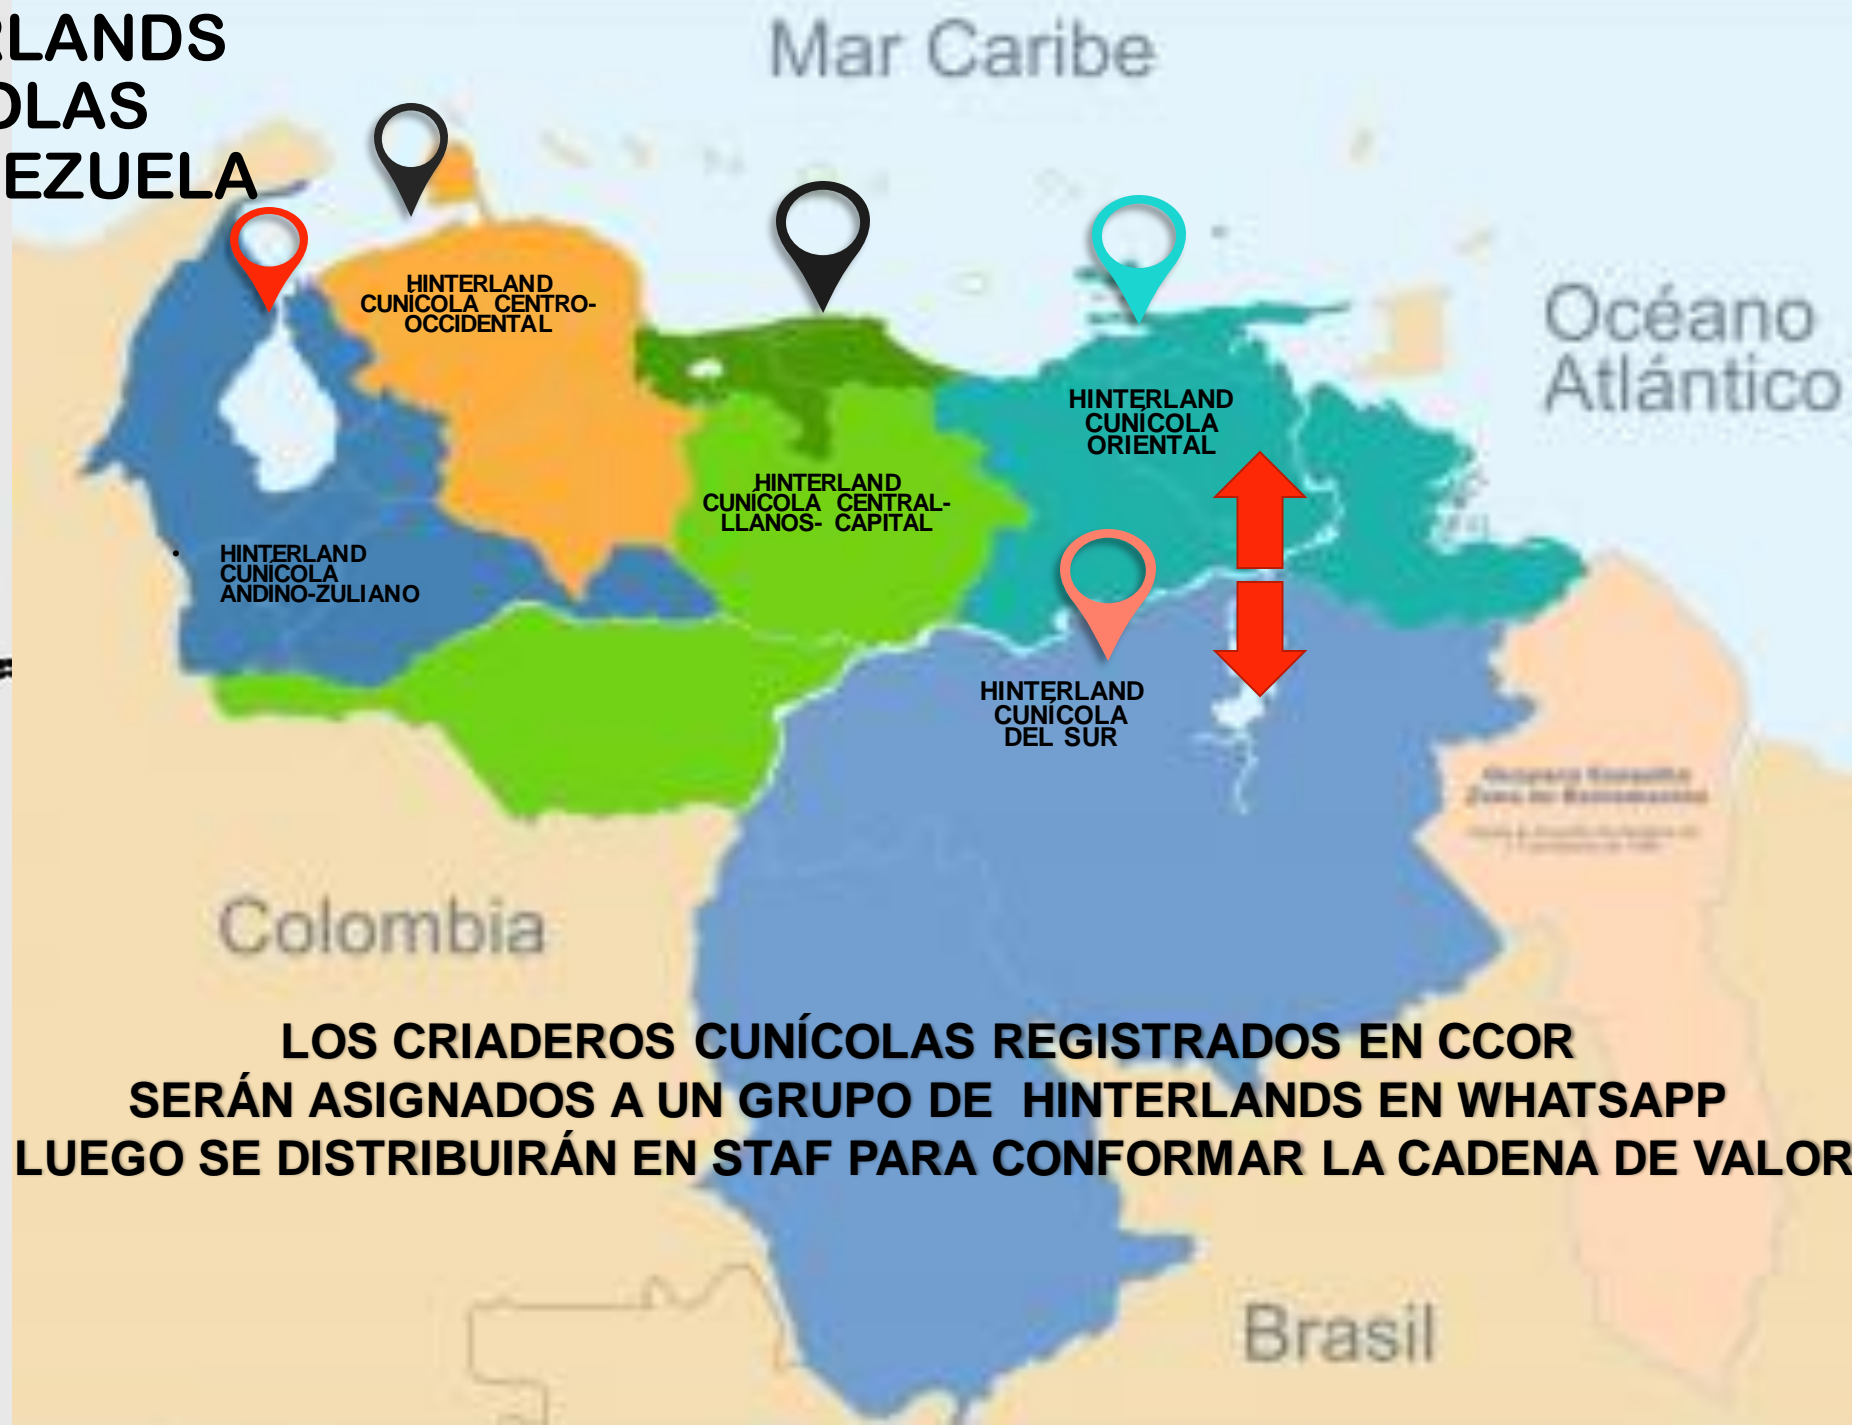 RLANDS
OLAS
EZUELA
Mar Caribe
Océano
Atlántico
HINTERLAND
CUNÍCOLA CENTRO-
OCCIDENTAL
HINTERLAND
CUNÍCOLA
ORIENTAL
HINTERLAND
CUNÍCOLA CENTRAL-
LLANOS- CAPITAL
• HINTERLAND
CUNÍCOLA
ANDINO-ZULIANO
HINTERLAND
CUNÍCOLA
DEL SUR
Colombia
LOS CRIADEROS CUNÍCOLAS REGISTRADOS EN CCOR
SERÁN ASIGNADOS A UN GRUPO DE HINTERLANDS EN WHATSAPP
LUEGO SE DISTRIBUIRÁN EN STAF PARA CONFORMAR LA CADENA DE VALOR
Brasil